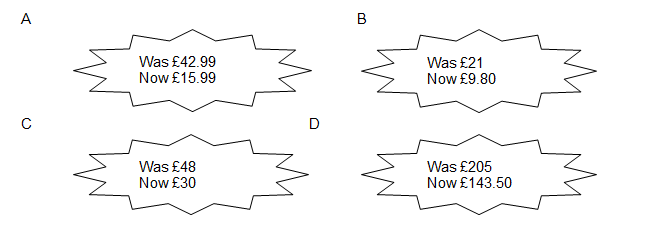 A
Was £42.99
Now £15.99
B
Was £21
Now £9.80
C
Was £48
Now £30
D
Was £205
Now £143.50